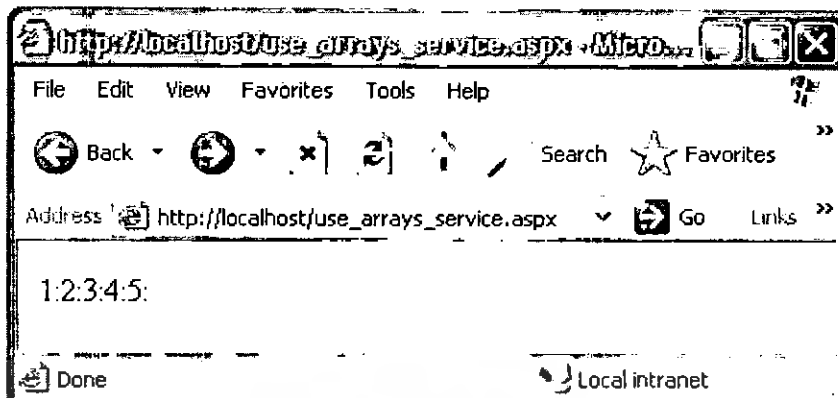 http://localhost/use_arrays_service.aspx - Micro...
File Edit View Favorites Tools Help
Back Search Favorites »
Address http://localhost/use_arrays_service.aspx Go Links »
1:2:3:4:5:
Done Local intranet